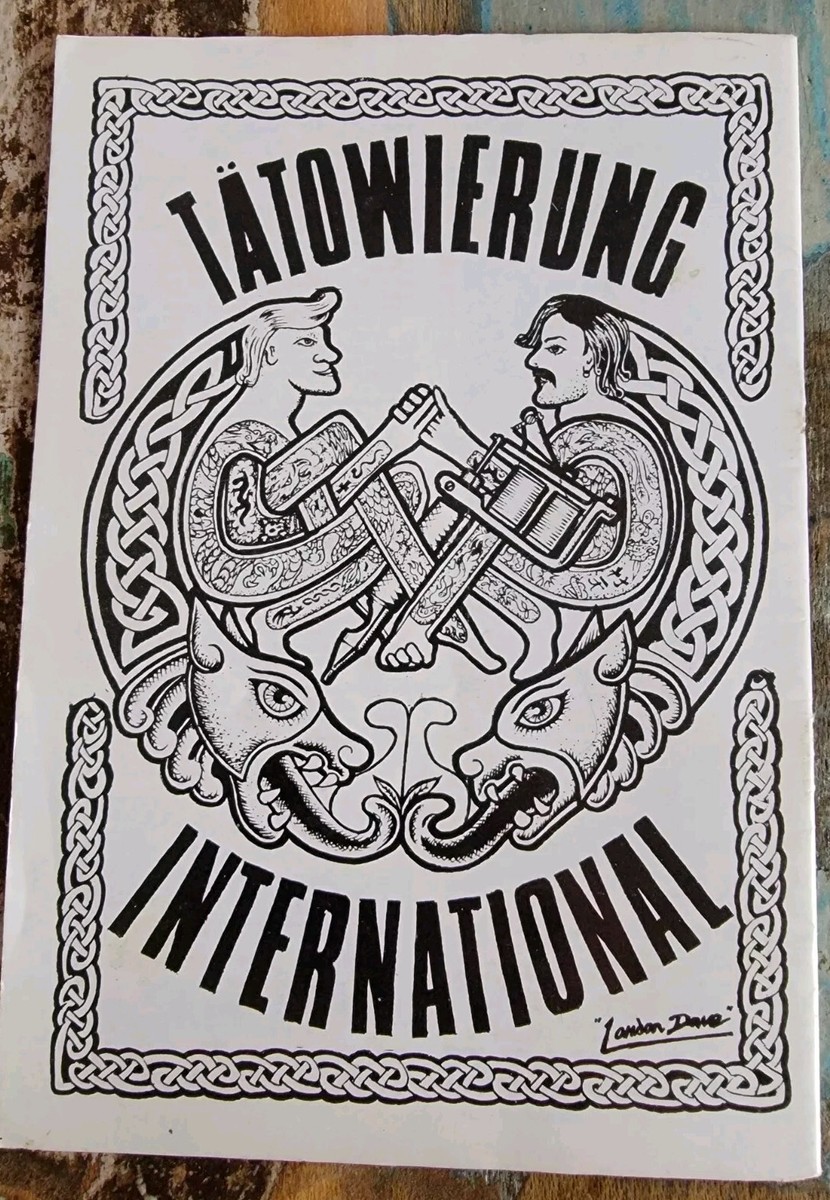 TÄTOWIERUNG
INTERNATIONAL
"London Dave"